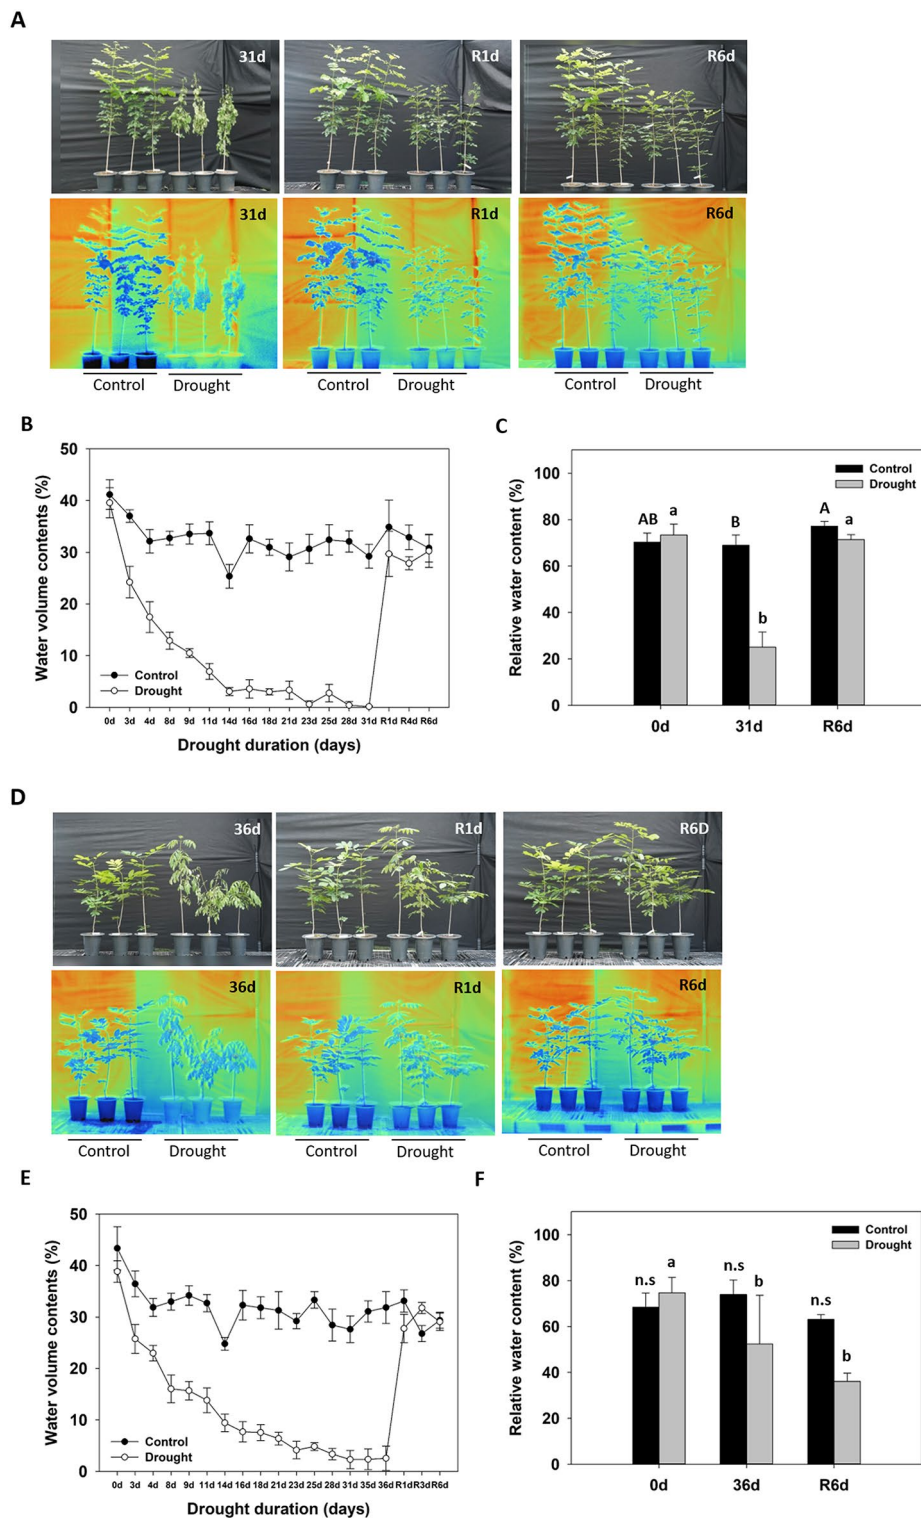 A
31d
R1d
R6d
31d
R1d
R6d
Control
Drought
Control
Drought
Control
Drought
B
Water volume contents (%)
50
40
30
20
10
0
Control
Drought
0d 3d 4d 8d 9d 11d 14d 16d 18d 21d 23d 25d 28d 31d R1d R4d R6d
Drought duration (days)
C
Relative water content (%)
100
80
60
40
20
0
Control
Drought
AB
a
B
b
A
a
0d
31d
R6d
D
36d
R1d
R6D
36d
R1d
R6d
Control
Drought
Control
Drought
Control
Drought
E
Water volume contents (%)
50
40
30
20
10
0
Control
Drought
0d 3d 4d 8d 9d 11d 14d 16d 18d 21d 23d 25d 28d 31d 35d 36d R1d R3d R6d
Drought duration (days)
F
Relative water content (%)
100
80
60
40
20
0
Control
Drought
n.s
a
n.s
b
n.s
b
0d
36d
R6d